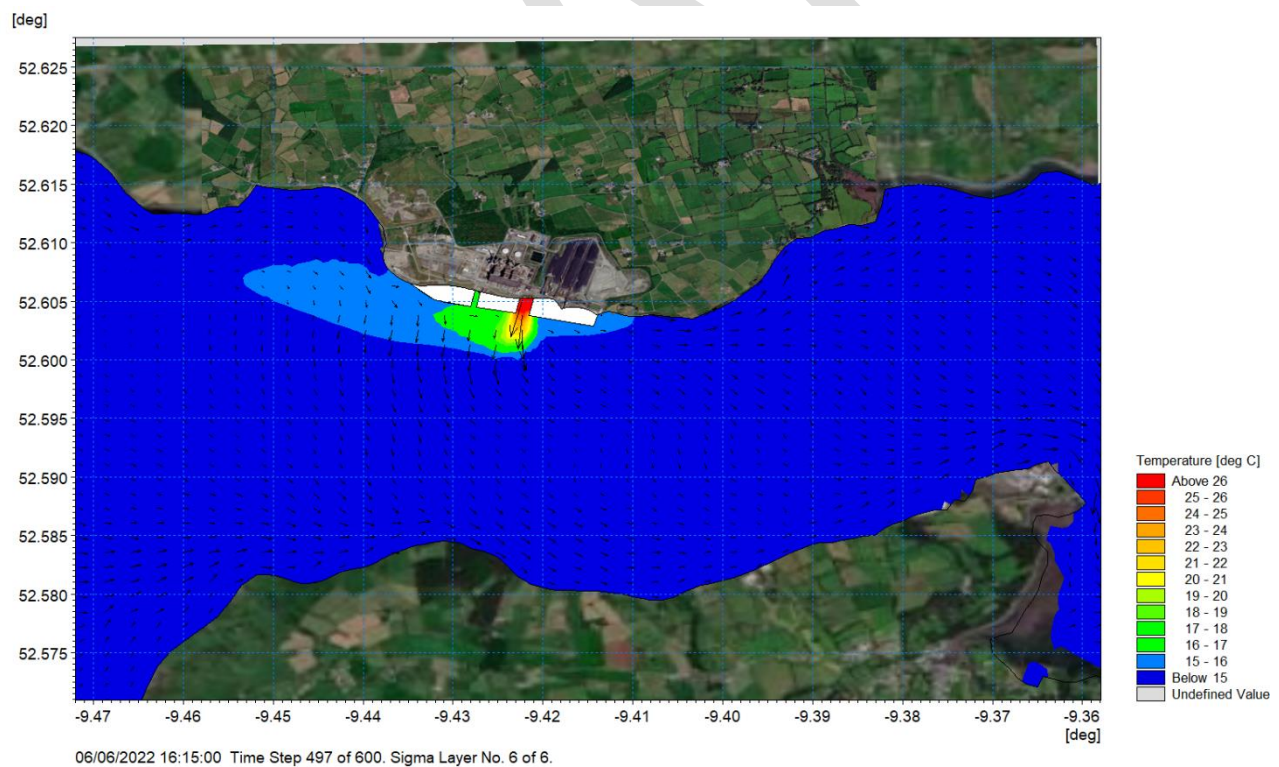 [deg]
52.625
52.620
52.615
52.610
52.605
52.600
52.595
52.590
52.585
52.580
52.575
Temperature [deg C]
Above 26
25 - 26
24 - 25
23 - 24
22 - 23
21 - 22
20 - 21
19 - 20
18 - 19
17 - 18
16 - 17
15 - 16
Below 15
Undefined Value
-9.47 -9.46 -9.45 -9.44 -9.43 -9.42 -9.41 -9.40 -9.39 -9.38 -9.37 -9.36
[deg]
06/06/2022 16:15:00 Time Step 497 of 600. Sigma Layer No. 6 of 6.